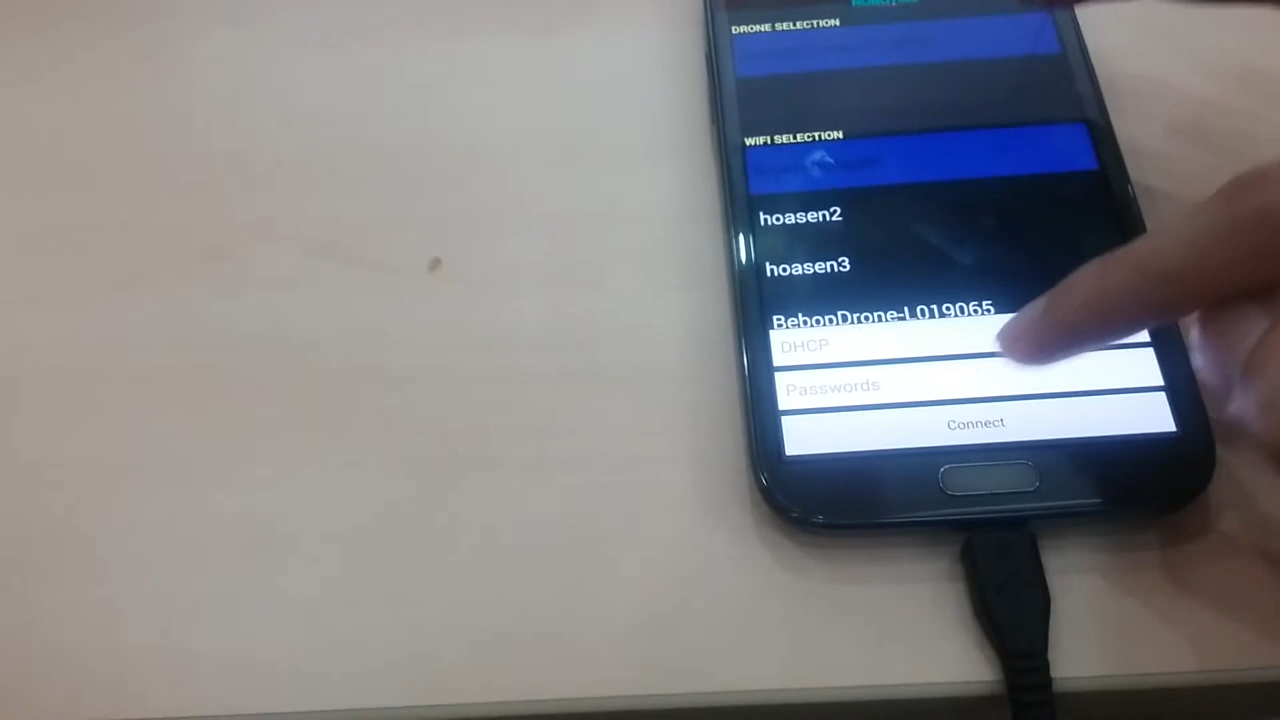 DRONE SELECTION
WIFI SELECTION
hoasen2
hoasen3
BebopDrone-L019065
DHCP
Passwords
Connect